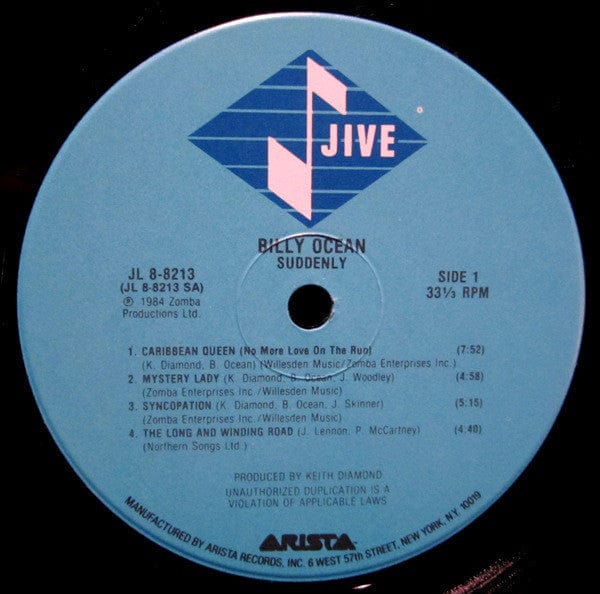 JIVE
BILLY OCEAN
SUDDENLY
JL 8-8213
(JL 8-8213 SA)
℗ 1984 Zomba
Productions Ltd.
SIDE 1
33 1/3 RPM
1. CARIBBEAN QUEEN (No More Love On The Run) (7:52)
(K. Diamond, B. Ocean) (Willesden Music/Zomba Enterprises Inc.)
2. MYSTERY LADY (K. Diamond, B. Ocean, J. Woodley) (4:58)
(Zomba Enterprises Inc./Willesden Music)
3. SYNCOPATION (K. Diamond, B. Ocean, J. Skinner) (5:15)
(Zomba Enterprises Inc./Willesden Music)
4. THE LONG AND WINDING ROAD (J. Lennon, P. McCartney) (4:40)
(Northern Songs Ltd.)
PRODUCED BY KEITH DIAMOND
UNAUTHORIZED DUPLICATION IS A
VIOLATION OF APPLICABLE LAWS
ARISTA
MANUFACTURED BY ARISTA RECORDS, INC. 6 WEST 57th STREET, NEW YORK, N.Y. 10019